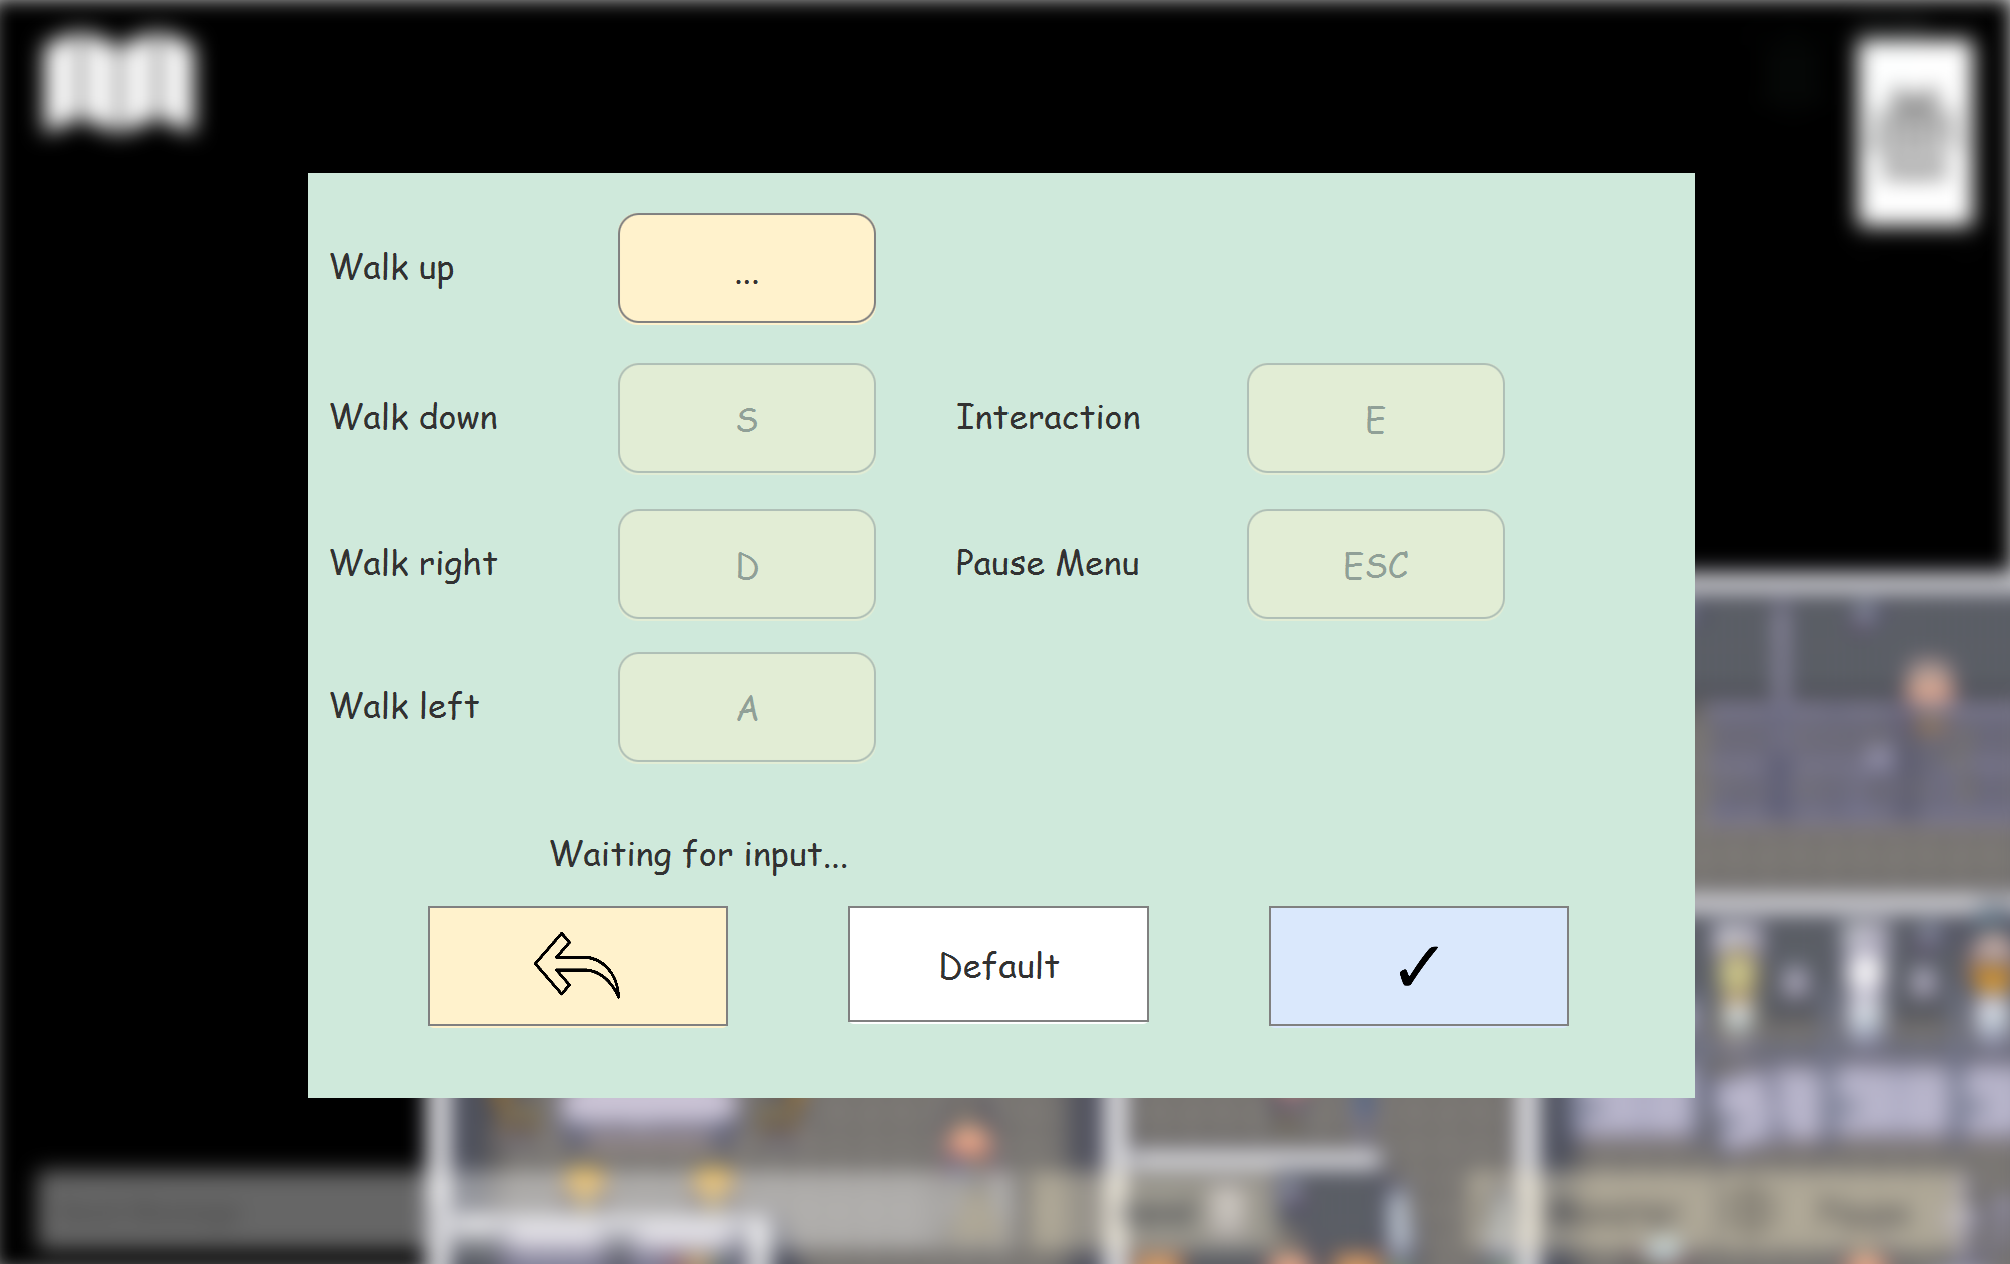 Walk up ...
Walk down S Interaction E
Walk right D Pause Menu ESC
Walk left A
Waiting for input...
Default